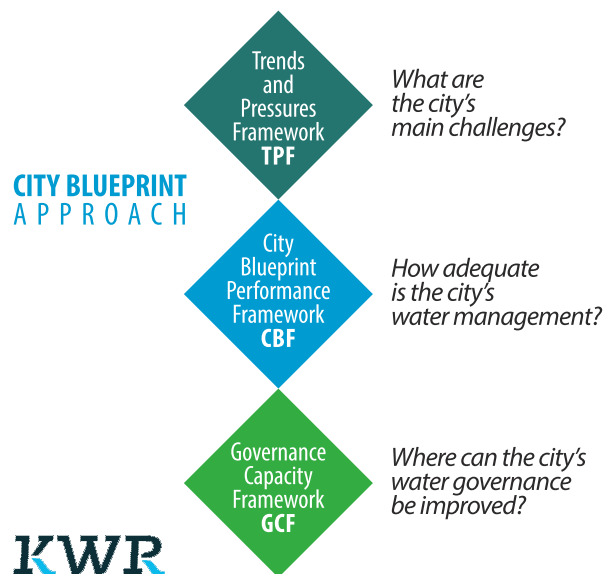 Trends
and
Pressures
Framework
TPF
What are
the city's
main challenges?
CITY BLUEPRINT
APPROACH
City
Blueprint
Performance
Framework
CBF
How adequate
is the city's
water management?
Governance
Capacity
Framework
GCF
Where can the city's
water governance
be improved?
KWR